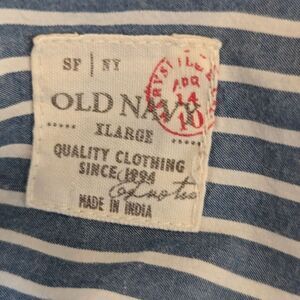 SF | NY
OLD NAVY
XLARGE
QUALITY CLOTHING
SINCE 1994
MADE IN INDIA
APR
14
10